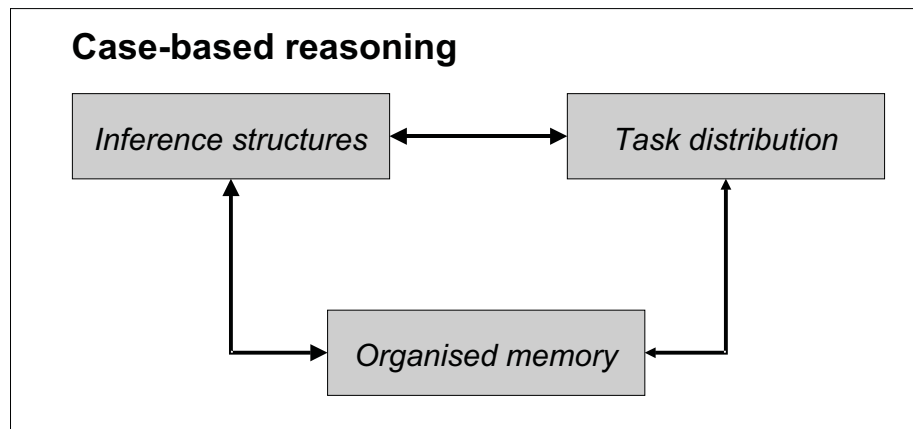 Case-based reasoning
Inference structures
Task distribution
Organised memory